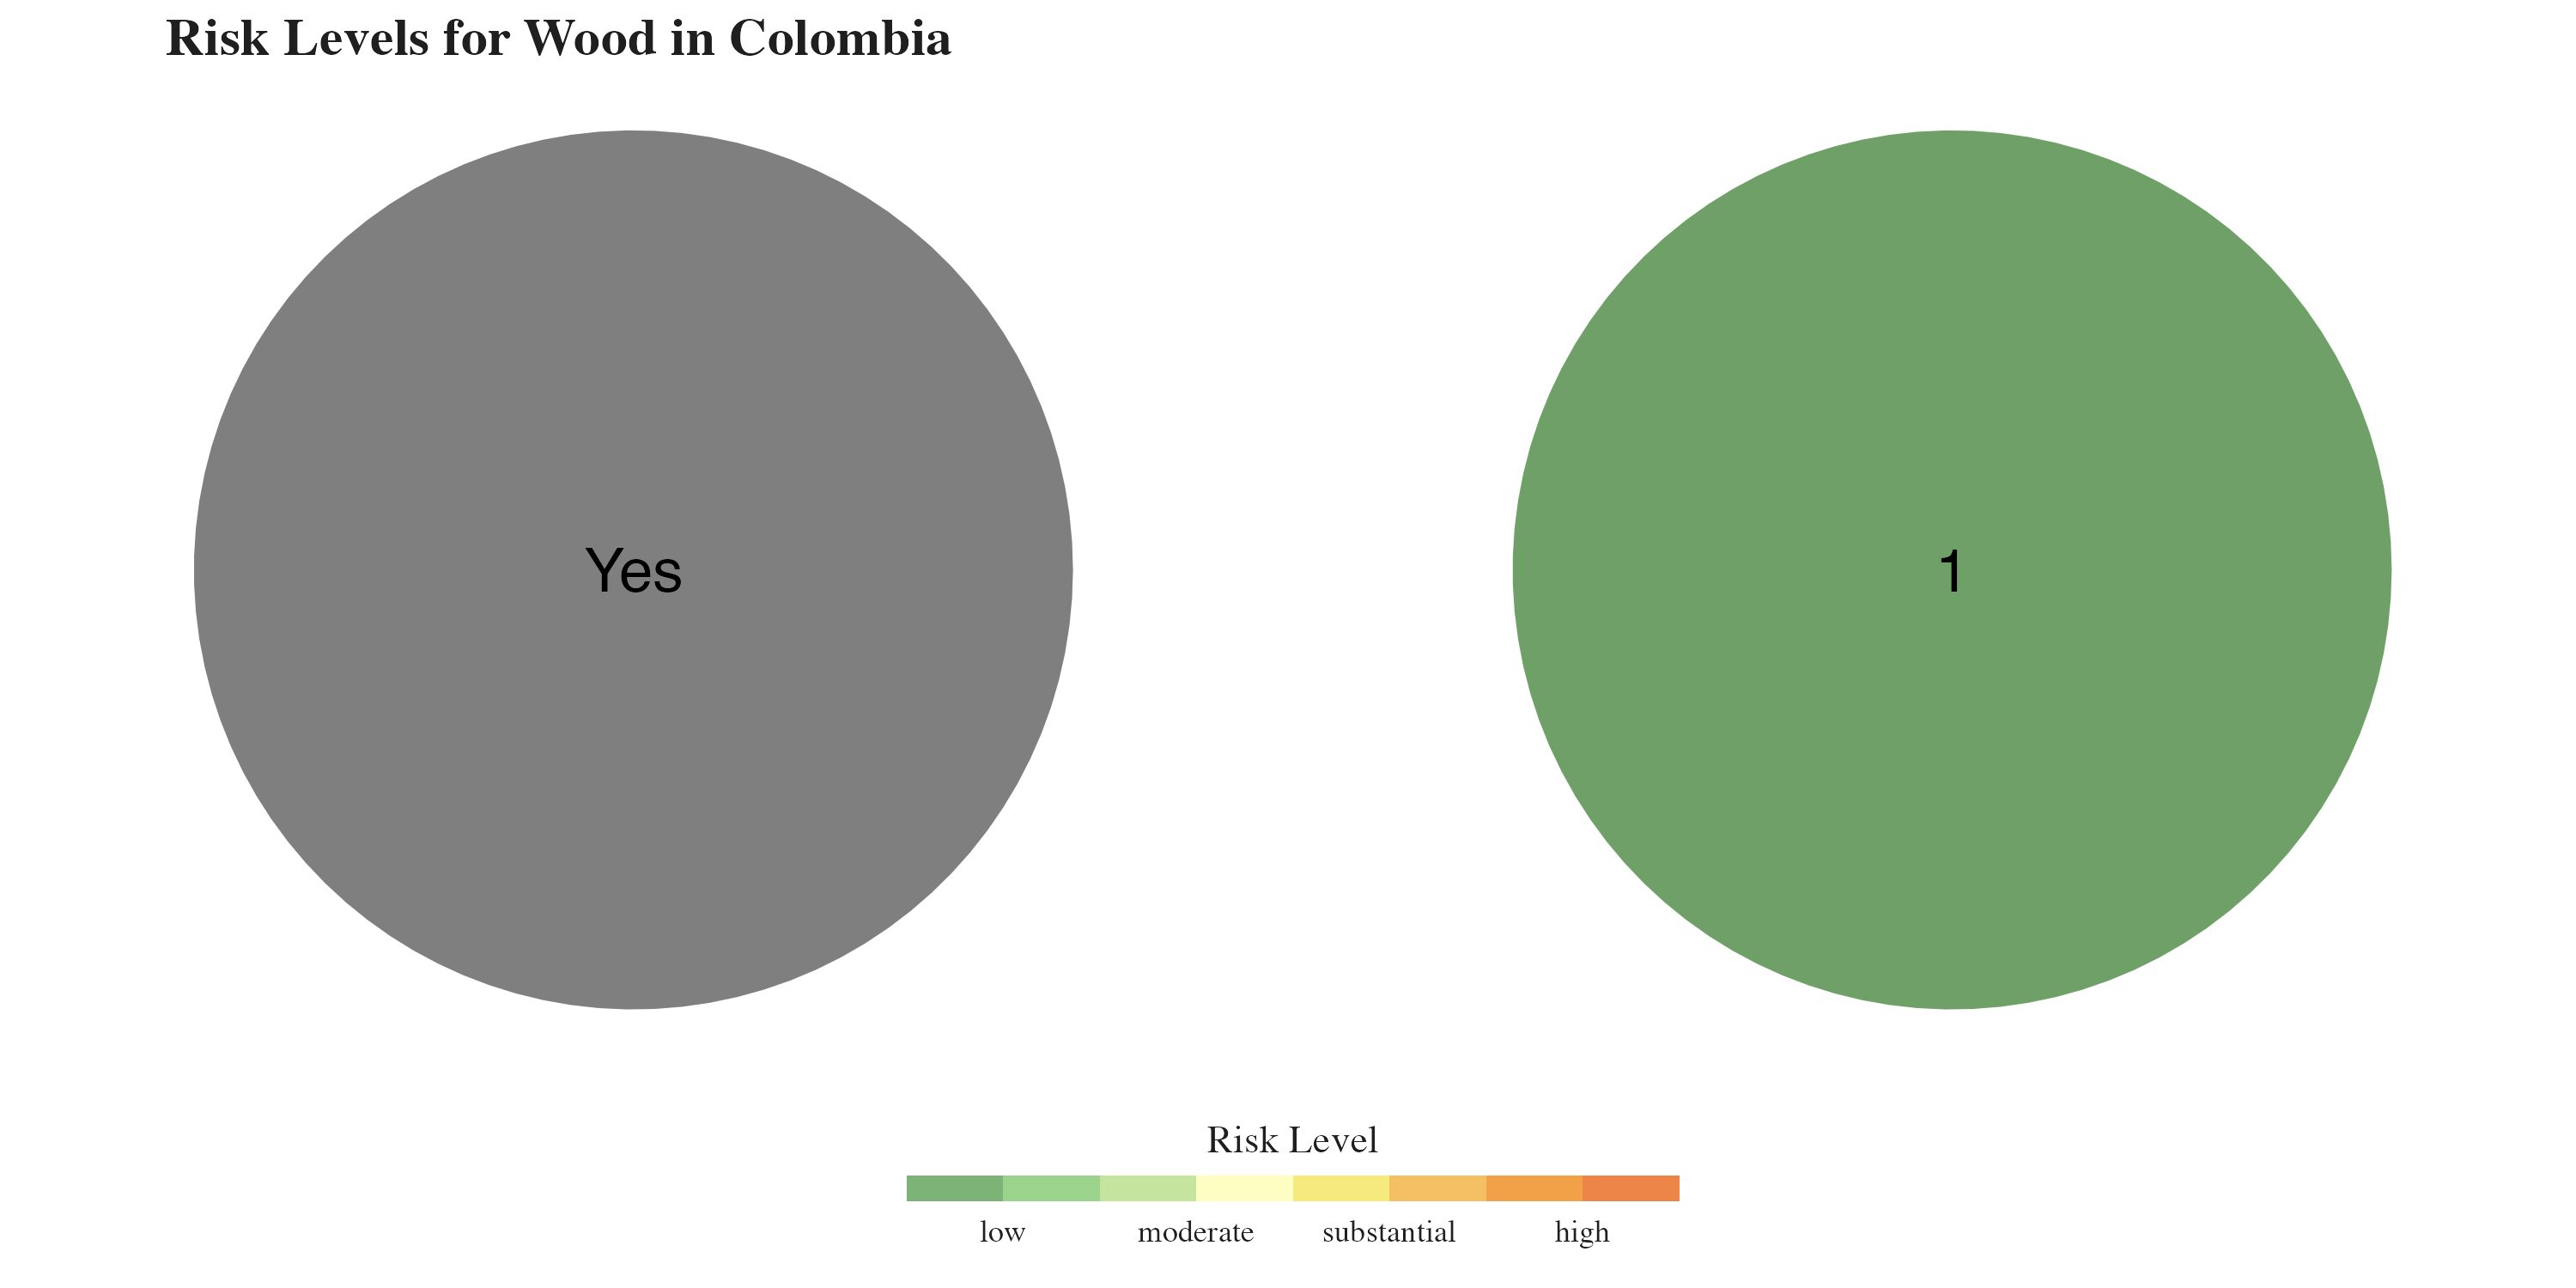 Risk Levels for Wood in Colombia
Yes
1
Risk Level
low moderate substantial high